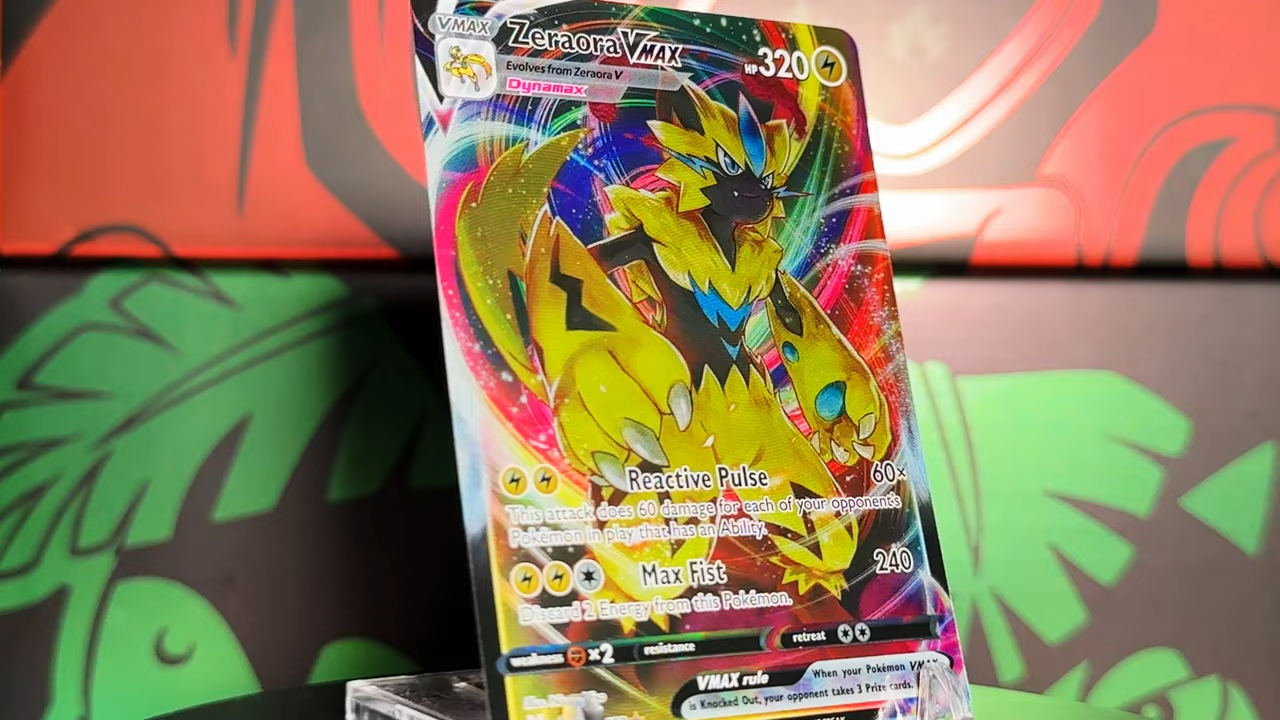 VMAX
Zeraora VMAX
HP 320
Evolves from Zeraora V
Dynamax
Reactive Pulse 60×
This attack does 60 damage for each of your opponent's
Pokémon in play that has an Ability.
Max Fist 240
Discard 2 Energy from this Pokémon.
weakness ×2 resistance retreat
VMAX rule When your Pokémon VMAX
is Knocked Out, your opponent takes 3 Prize cards.